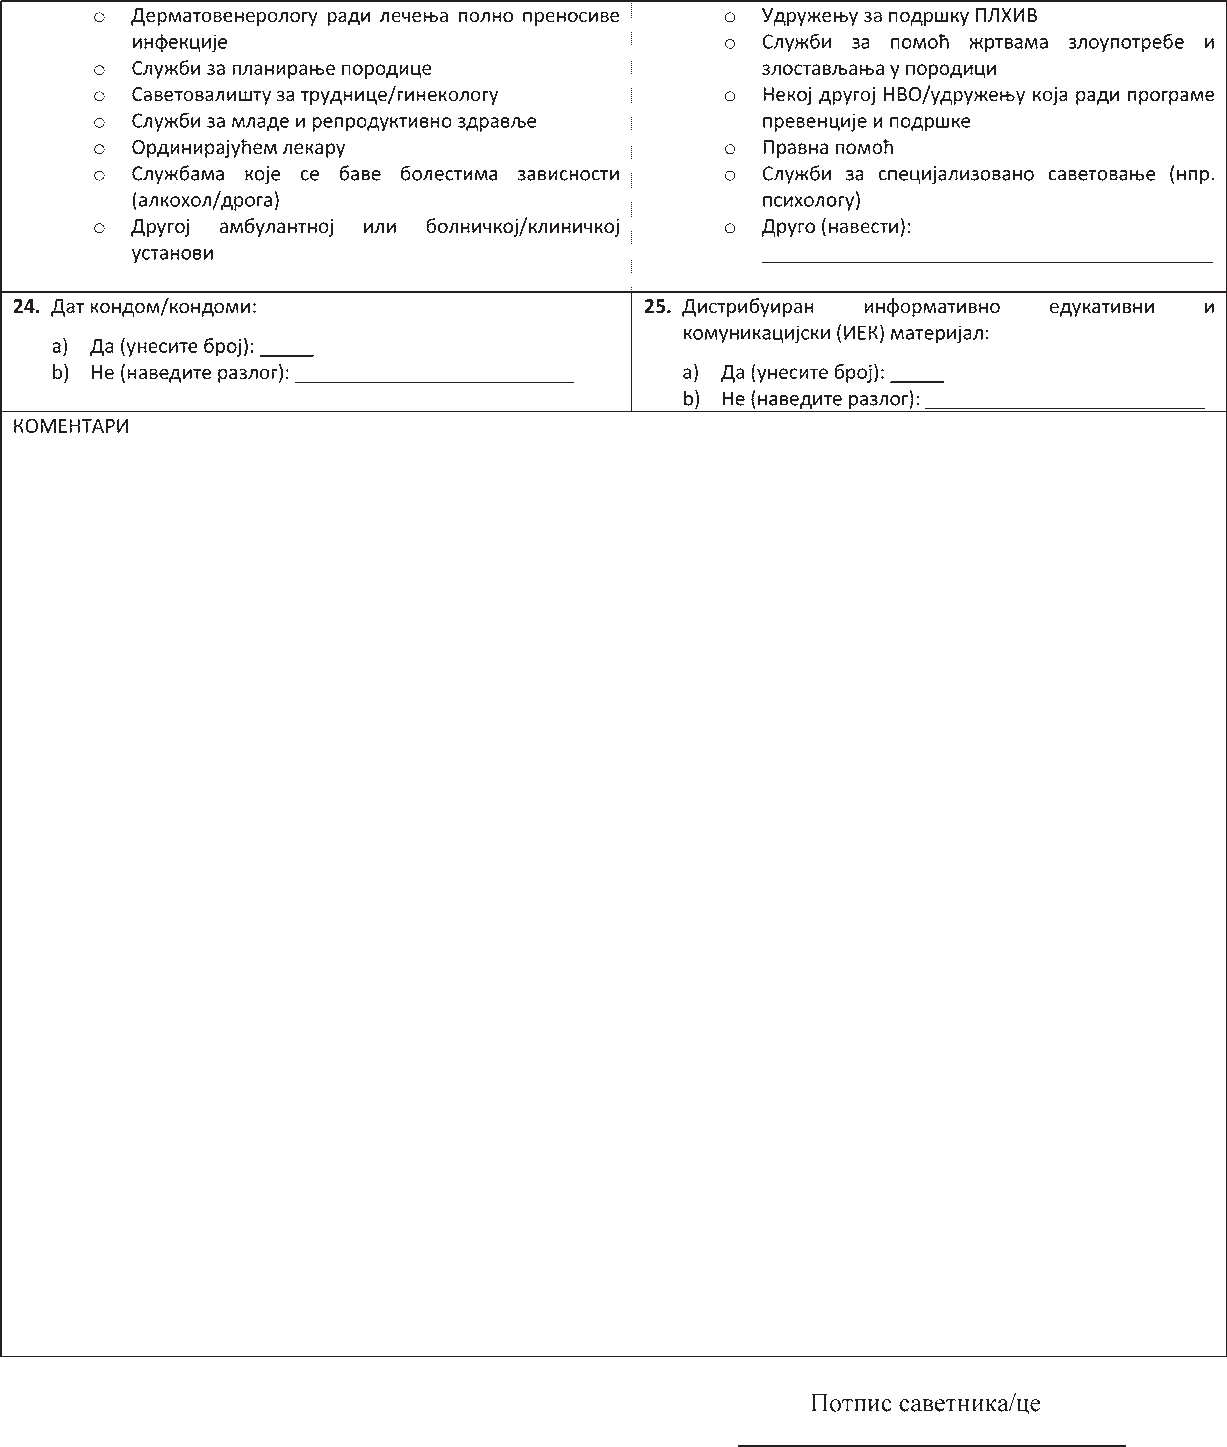 ○ Дерматовенерологу ради лечења полно преносиве
инфекције
○ Служби за планирање породице
○ Саветовалишту за труднице/гинекологу
○ Служби за младе и репродуктивно здравље
○ Ординирајућем лекару
○ Службама које се баве болестима зависности
(алкохол/дрога)
○ Другој амбулантној или болничкој/клиничкој
установи
○ Удружењу за подршку ПЛХИВ
○ Служби за помоћ жртвама злоупотребе и
злостављања у породици
○ Некој другој НВО/удружењу која ради програме
превенције и подршке
○ Правна помоћ
○ Служби за специјализовано саветовање (нпр.
психологу)
○ Друго (навести):
24. Дат кондом/кондоми:
a) Да (унесите број): _____
b) Не (наведите разлог): __________________________
25. Дистрибуиран информативно едукативни и
комуникацијски (ИЕК) материјал:
a) Да (унесите број): _____
b) Не (наведите разлог): __________________________
КОМЕНТАРИ
Потпис саветника/це